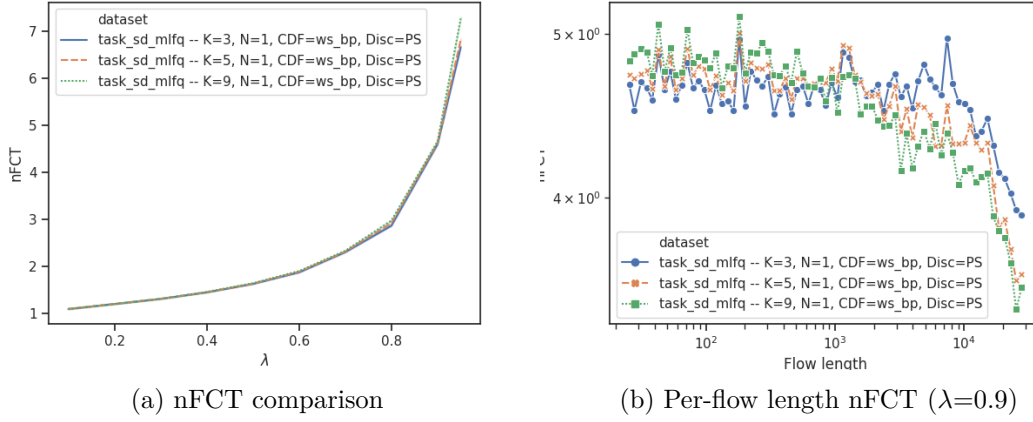 dataset
task_sd_mlfq -- K=3, N=1, CDF=ws_bp, Disc=PS
task_sd_mlfq -- K=5, N=1, CDF=ws_bp, Disc=PS
task_sd_mlfq -- K=9, N=1, CDF=ws_bp, Disc=PS
7
6
5
4
3
2
1
nFCT
0.2 0.4 0.6 0.8
λ
(a) nFCT comparison
5 × 10⁰
4 × 10⁰
nFCT
dataset
task_sd_mlfq -- K=3, N=1, CDF=ws_bp, Disc=PS
task_sd_mlfq -- K=5, N=1, CDF=ws_bp, Disc=PS
task_sd_mlfq -- K=9, N=1, CDF=ws_bp, Disc=PS
10² 10³ 10⁴
Flow length
(b) Per-flow length nFCT (λ=0.9)